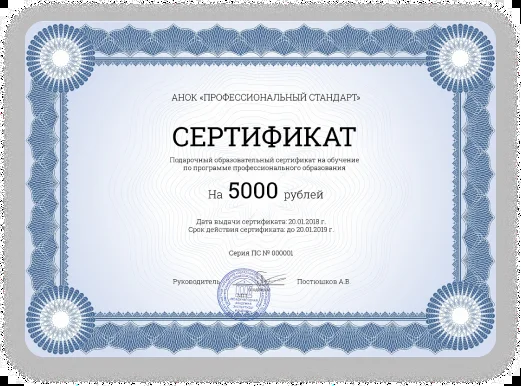 АНОК «ПРОФЕССИОНАЛЬНЫЙ СТАНДАРТ»
СЕРТИФИКАТ
Подарочный образовательный сертификат на обучение
по программе профессионального образования
На 5000 рублей
Дата выдачи сертификата: 20.01.2018 г.
Срок действия сертификата: до 20.01.2019 г.
Серия ПС № 000001
Руководитель Постюшков А.В.